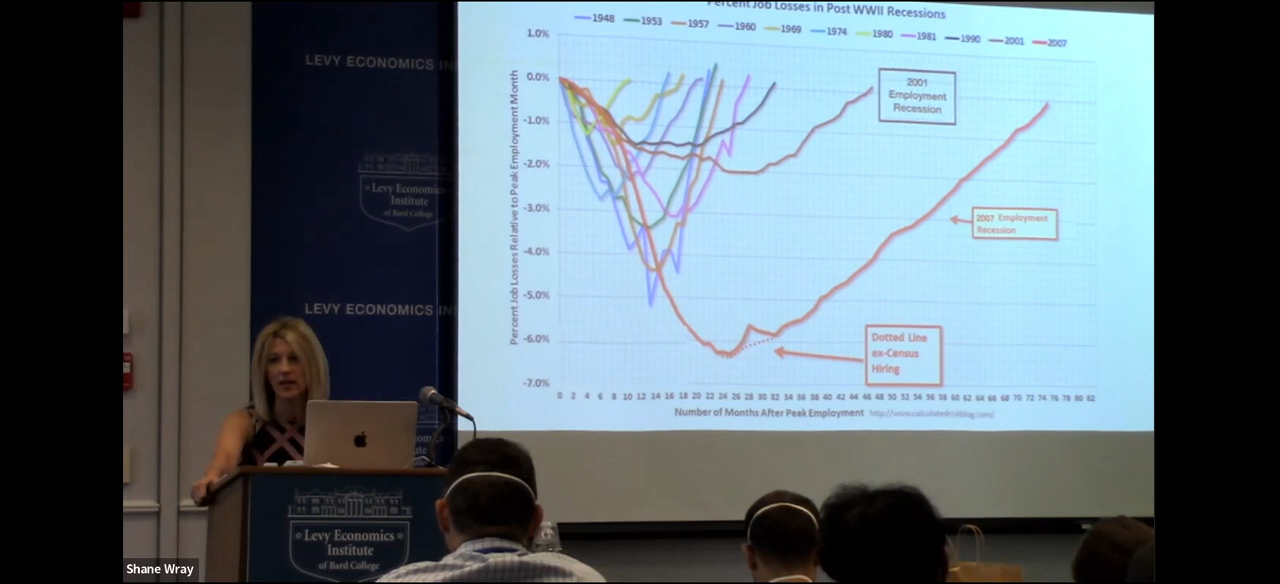 Percent Job Losses in Post WWII Recessions
1948 1953 1957 1960 1969 1974 1980 1981 1990 2001 2007
1.0%
0.0%
-1.0%
-2.0%
-3.0%
-4.0%
-5.0%
-6.0%
-7.0%
Percent Job Losses Relative to Peak Employment Month
2001
Employment
Recession
2007 Employment
Recession
Dotted Line
ex-Census
Hiring
0 2 4 6 8 10 12 14 16 18 20 22 24 26 28 30 32 34 36 38 40 42 44 46 48 50 52 54 56 58 60 62 64 66 68 70 72 74 76 78 80 82
Number of Months After Peak Employment http://www.calculatedriskblog.com/
LEVY ECONOMICS IN
Levy Economics
Institute
of Bard College
LEVY ECONOMICS IN
Levy Economics
Institute
of Bard College
Shane Wray